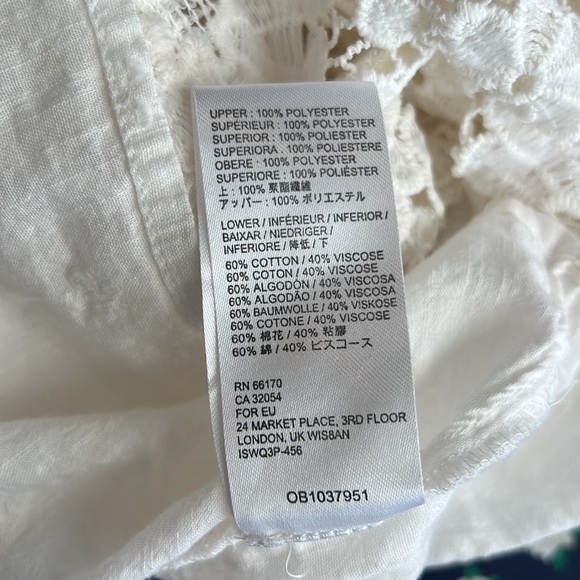 UPPER : 100% POLYESTER
SUPÉRIEUR : 100% POLYESTER
SUPERIOR : 100% POLIESTER
SUPERIORA . 100% POLIESTERE
OBERE : 100% POLYESTER
SUPERIORE : 100% POLIÉSTER
上 : 100% 聚酯纖維
アッパー : 100% ポリエステル
LOWER / INFÉRIEUR / INFERIOR /
BAIXAR / NIEDRIGER /
INFERIORE / 降低 / 下
60% COTTON / 40% VISCOSE
60% COTON / 40% VISCOSE
60% ALGODÓN / 40% VISCOSA
60% ALGODÃO / 40% VISCOSA
60% BAUMWOLLE / 40% VISKOSE
60% COTONE / 40% VISCOSE
60% 棉花 / 40% 粘膠
60% 綿 / 40% ビスコース
RN 66170
CA 32054
FOR EU
24 MARKET PLACE, 3RD FLOOR
LONDON, UK WIS8AN
ISWQ3P-456
OB1037951